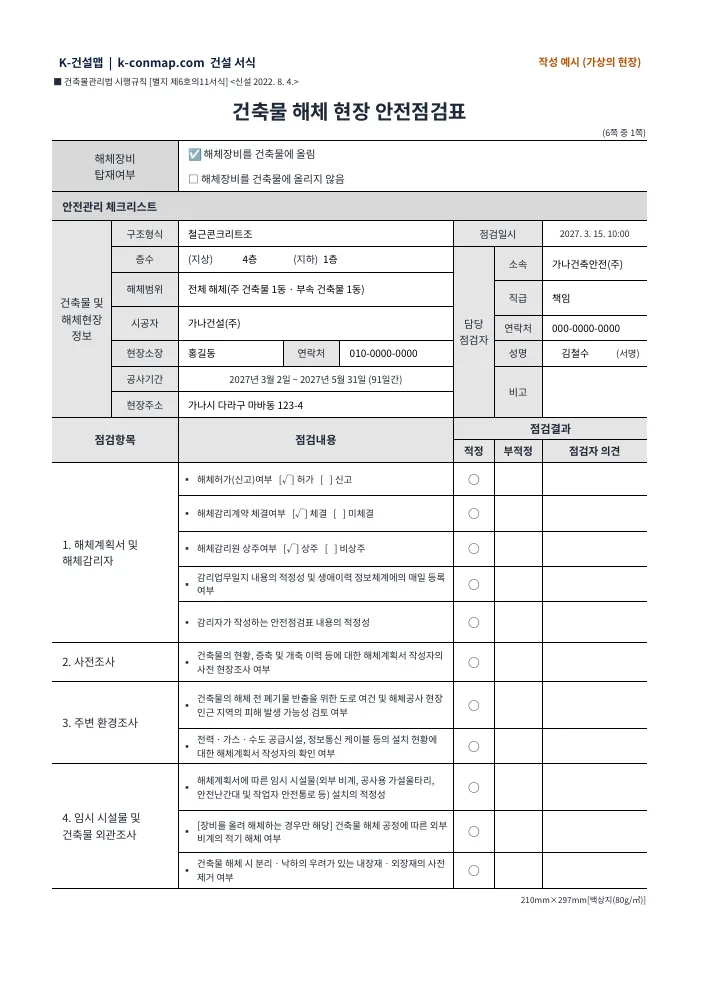 K-건설맵 | k-conmap.com 건설 서식
작성 예시 (가상의 현장)
■ 건축물관리법 시행규칙 [별지 제6호의11서식] <신설 2022. 8. 4.>
건축물 해체 현장 안전점검표
(6쪽 중 1쪽)
해체장비
탑재여부
☑ 해체장비를 건축물에 올림
□ 해체장비를 건축물에 올리지 않음
안전관리 체크리스트
건축물 및
해체현장
정보
구조형식
철근콘크리트조
점검일시
2027. 3. 15. 10:00
층수
(지상) 4층 (지하) 1층
담당
점검자
소속
가나건축안전(주)
해체범위
전체 해체(주 건축물 1동 · 부속 건축물 1동)
직급
책임
시공자
가나건설(주)
연락처
000-0000-0000
현장소장
홍길동
연락처
010-0000-0000
성명
김철수 (서명)
공사기간
2027년 3월 2일 ~ 2027년 5월 31일 (91일간)
비고
현장주소
가나시 다라구 마바동 123-4
점검항목
점검내용
점검결과
적정
부적정
점검자 의견
1. 해체계획서 및
해체감리자
• 해체허가(신고)여부 [√] 허가 [ ] 신고
○
• 해체감리계약 체결여부 [√] 체결 [ ] 미체결
○
• 해체감리원 상주여부 [√] 상주 [ ] 비상주
○
• 감리업무일지 내용의 적정성 및 생애이력 정보체계에의 매일 등록
여부
○
• 감리자가 작성하는 안전점검표 내용의 적정성
○
2. 사전조사
• 건축물의 현황, 증축 및 개축 이력 등에 대한 해체계획서 작성자의
사전 현장조사 여부
○
3. 주변 환경조사
• 건축물의 해체 전 폐기물 반출을 위한 도로 여건 및 해체공사 현장
인근 지역의 피해 발생 가능성 검토 여부
○
• 전력 · 가스 · 수도 공급시설, 정보통신 케이블 등의 설치 현황에
대한 해체계획서 작성자의 확인 여부
○
4. 임시 시설물 및
건축물 외관조사
• 해체계획서에 따른 임시 시설물(외부 비계, 공사용 가설울타리,
안전난간대 및 작업자 안전통로 등) 설치의 적정성
○
• [장비를 올려 해체하는 경우만 해당] 건축물 해체 공정에 따른 외부
비계의 적기 해체 여부
○
• 건축물 해체 시 분리 · 낙하의 우려가 있는 내장재 · 외장재의 사전
제거 여부
○
210mm×297mm[백상지(80g/㎡)]